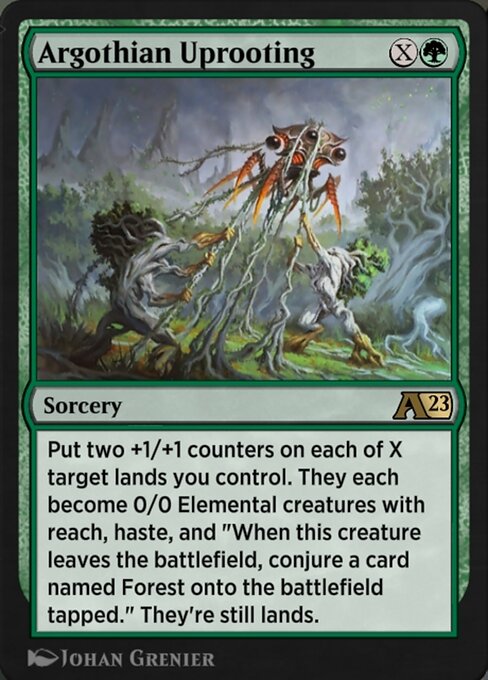 Argothian Uprooting X
Sorcery A23
Put two +1/+1 counters on each of X
target lands you control. They each
become 0/0 Elemental creatures with
reach, haste, and "When this creature
leaves the battlefield, conjure a card
named Forest onto the battlefield
tapped." They're still lands.
Johan Grenier